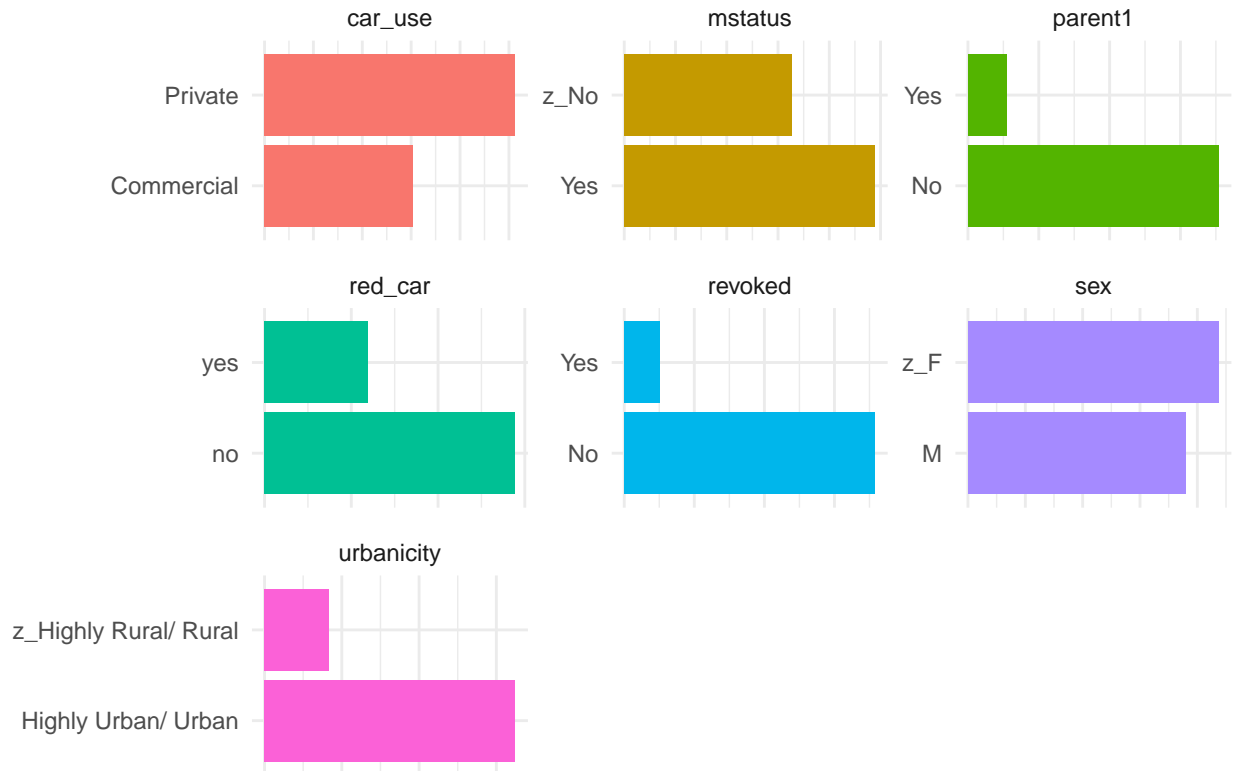 car_use
mstatus
parent1
Private
Commercial
z_No
Yes
Yes
No
red_car
revoked
sex
yes
no
Yes
No
z_F
M
urbanicity
z_Highly Rural/ Rural
Highly Urban/ Urban